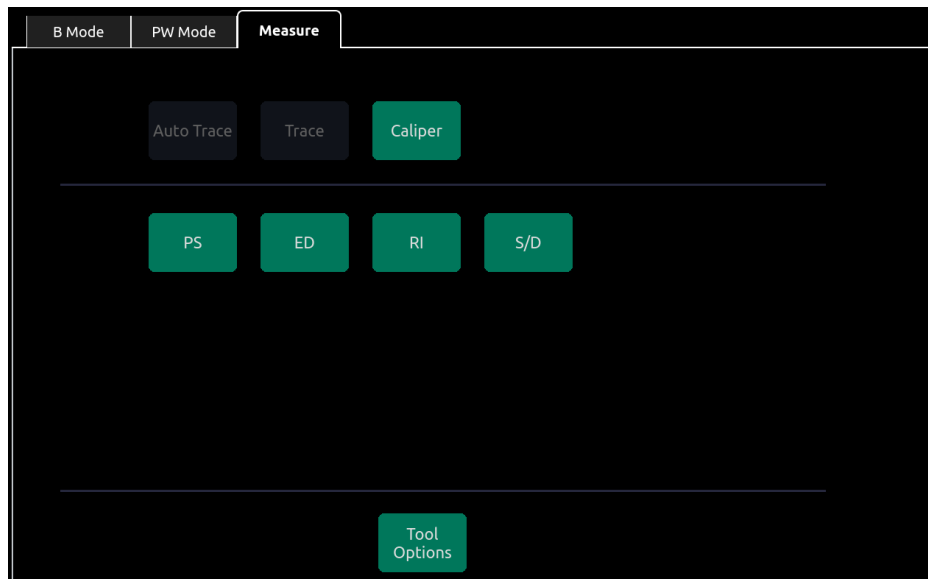 B Mode PW Mode Measure
Auto Trace Trace Caliper
PS ED RI S/D
Tool
Options